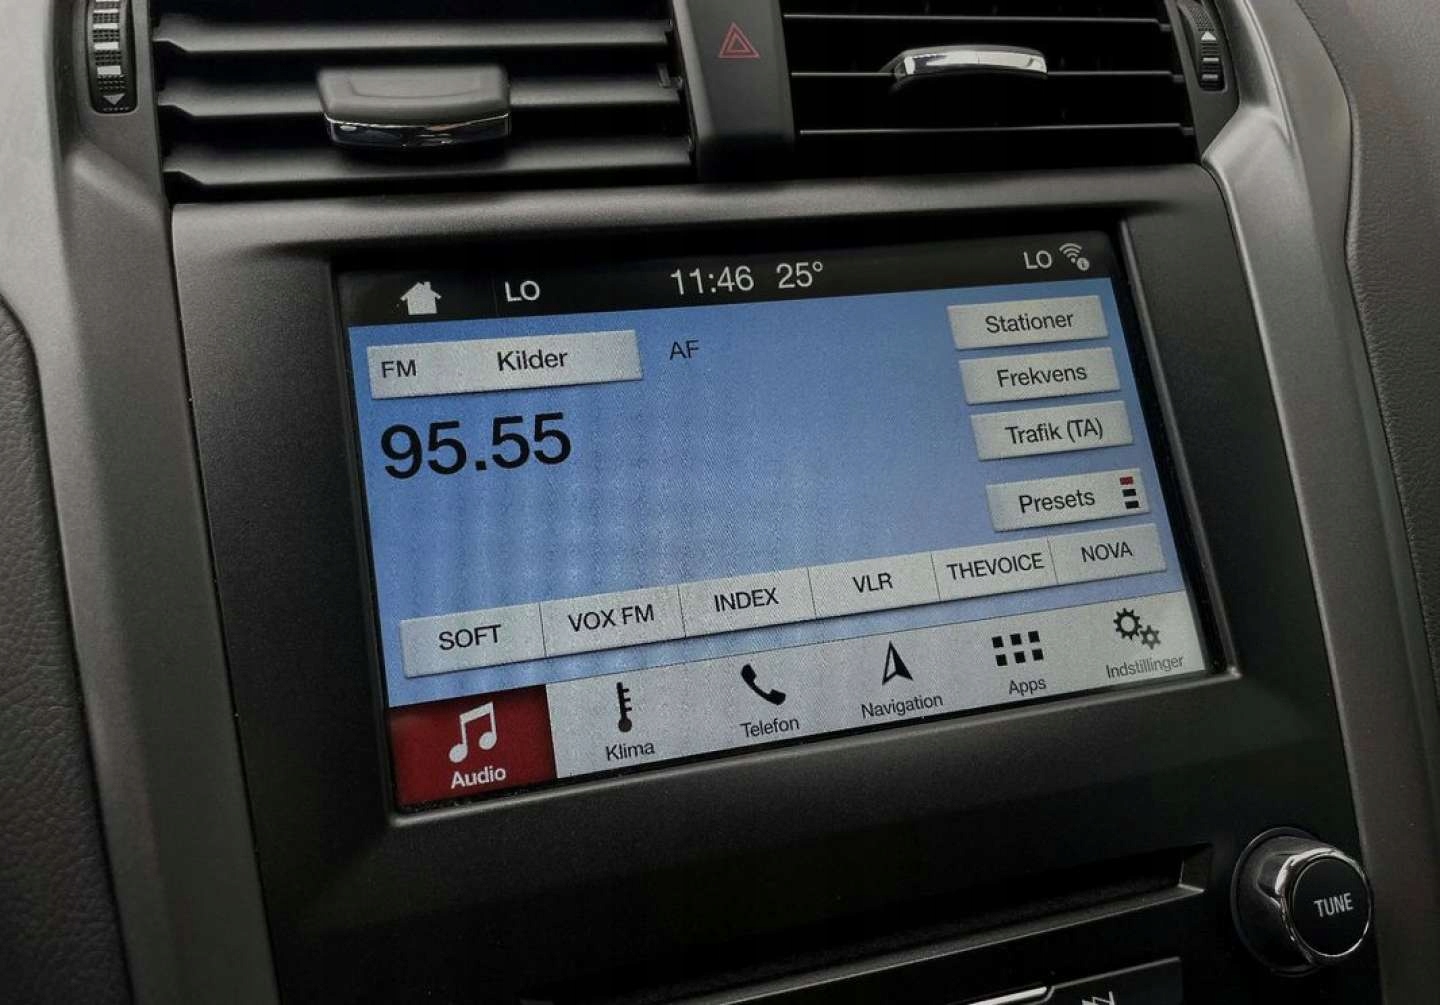 LO 11:46 25° LO
FM Kilder AF
Stationer
95.55
Frekvens
Trafik (TA)
Presets
SOFT VOX FM INDEX VLR THEVOICE NOVA
Audio Klima Telefon Navigation Apps Indstillinger
TUNE